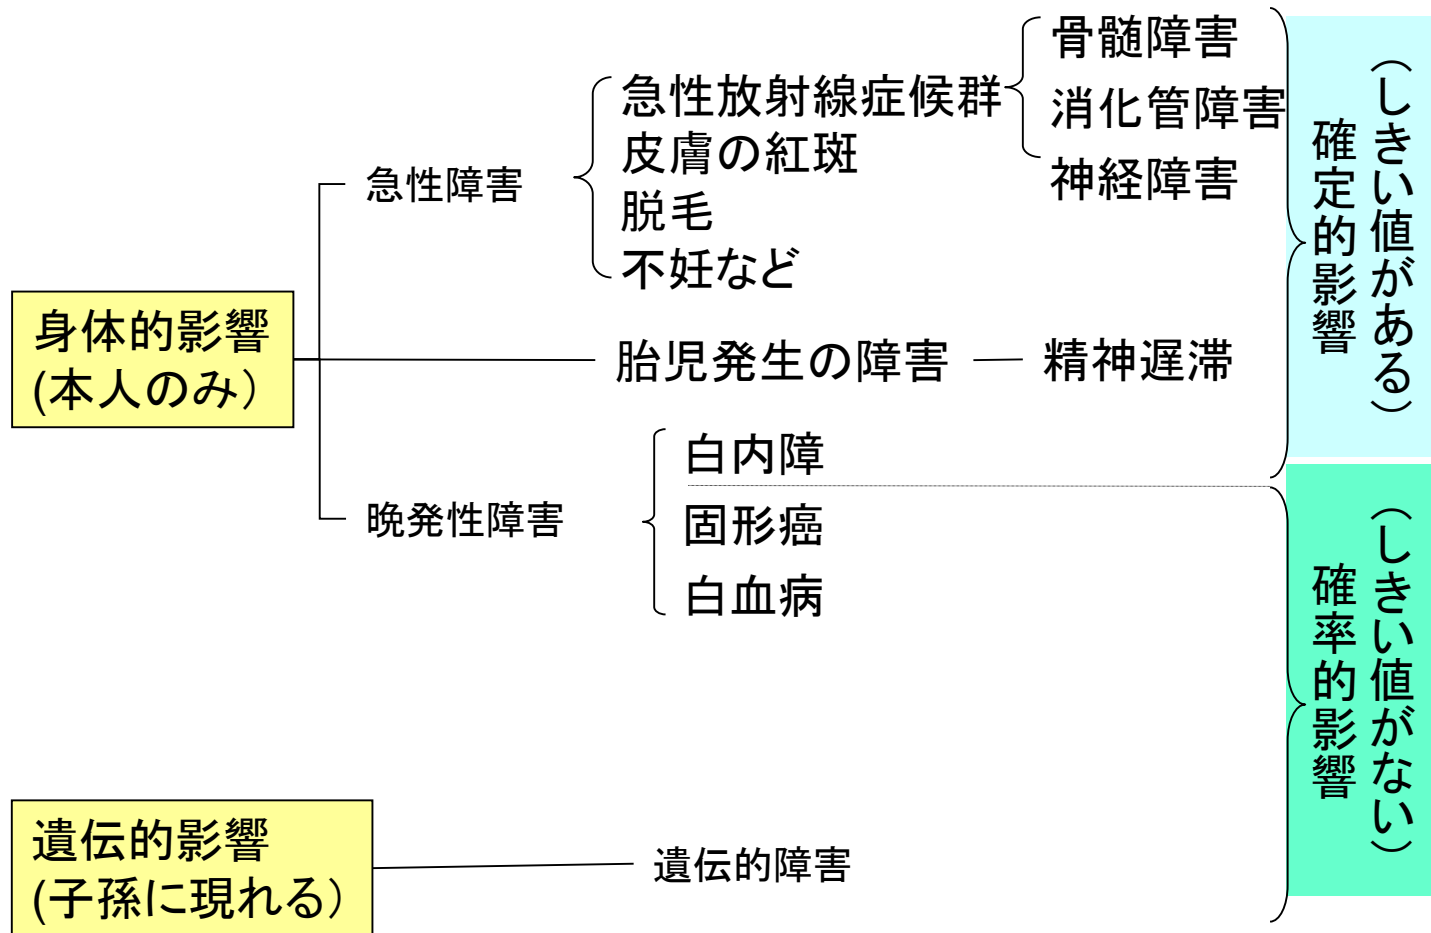 身体的影響
(本人のみ）
急性障害
急性放射線症候群
皮膚の紅斑
脱毛
不妊など
骨髄障害
消化管障害
神経障害
胎児発生の障害
精神遅滞
晩発性障害
白内障
固形癌
白血病
（しきい値がある）
確定的影響
（しきい値がない）
確率的影響
遺伝的影響
(子孫に現れる）
遺伝的障害